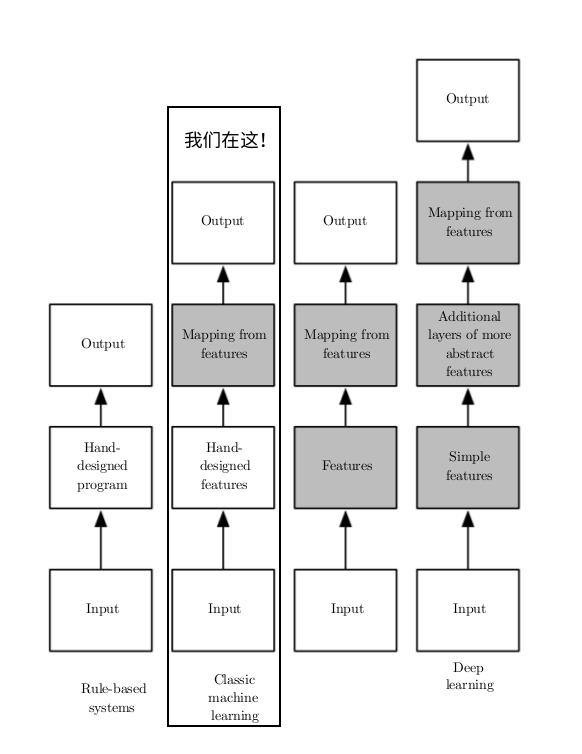 Output
我们在这!
Mapping from
features
Output
Output
Additional
layers of more
abstract
features
Output
Mapping from
features
Mapping from
features
Hand-
designed
program
Hand-
designed
features
Features
Simple
features
Input
Input
Input
Input
Rule-based
systems
Classic
machine
learning
Deep
learning